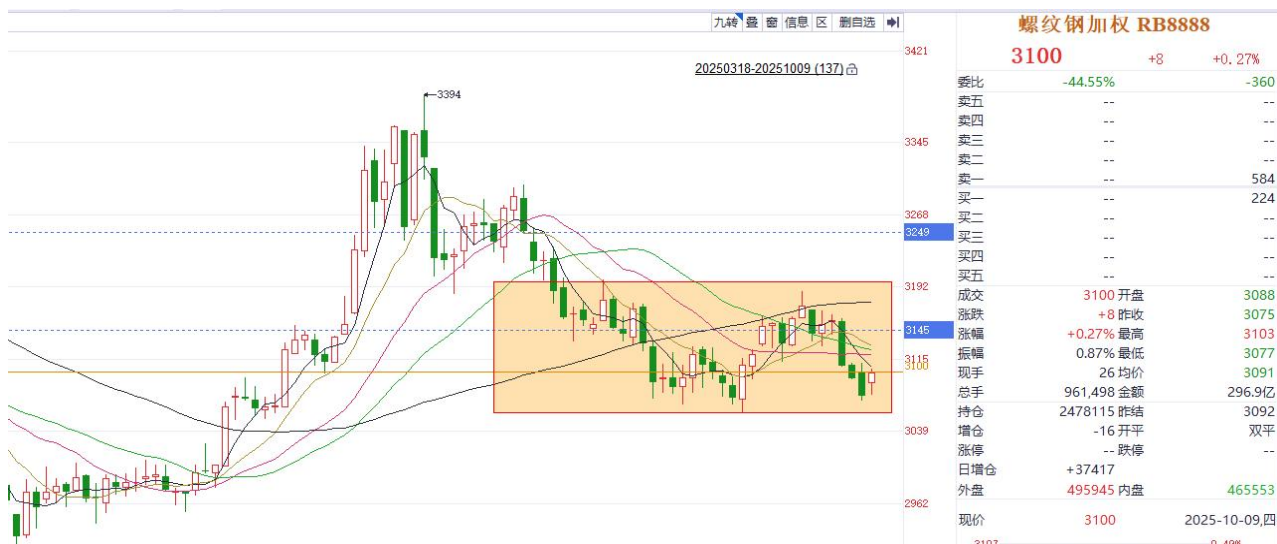 九转 叠 窗 信息 区 删自选
螺纹钢加权 RB8888
3100 +8 +0.27%
20250318-20251009 (137)
3421
3394
3345
3268
3249
3192
3145
3115
3100
3039
2962
委比 -44.55% -360
卖五 -- --
卖四 -- --
卖三 -- --
卖二 -- --
卖一 -- 584
买一 -- 224
买二 -- --
买三 -- --
买四 -- --
买五 -- --
成交 3100 开盘 3088
涨跌 +8 昨收 3075
涨幅 +0.27% 最高 3103
振幅 0.87% 最低 3077
现手 26 均价 3091
总手 961,498 金额 296.9亿
持仓 2478115 昨结 3092
增仓 -16 开平 双平
涨停 -- 跌停 --
日增仓 +37417
外盘 495945 内盘 465553
现价 3100 2025-10-09,四